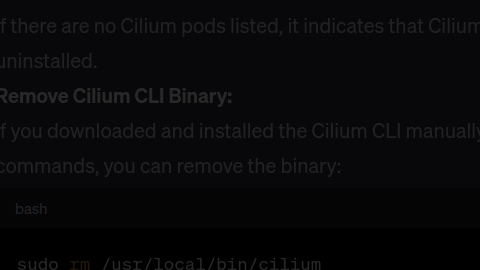 f there are no Cilium pods listed, it indicates that Cilium
uninstalled.
Remove Cilium CLI Binary:
f you downloaded and installed the Cilium CLI manually
commands, you can remove the binary:
bash
sudo rm /usr/local/bin/cilium